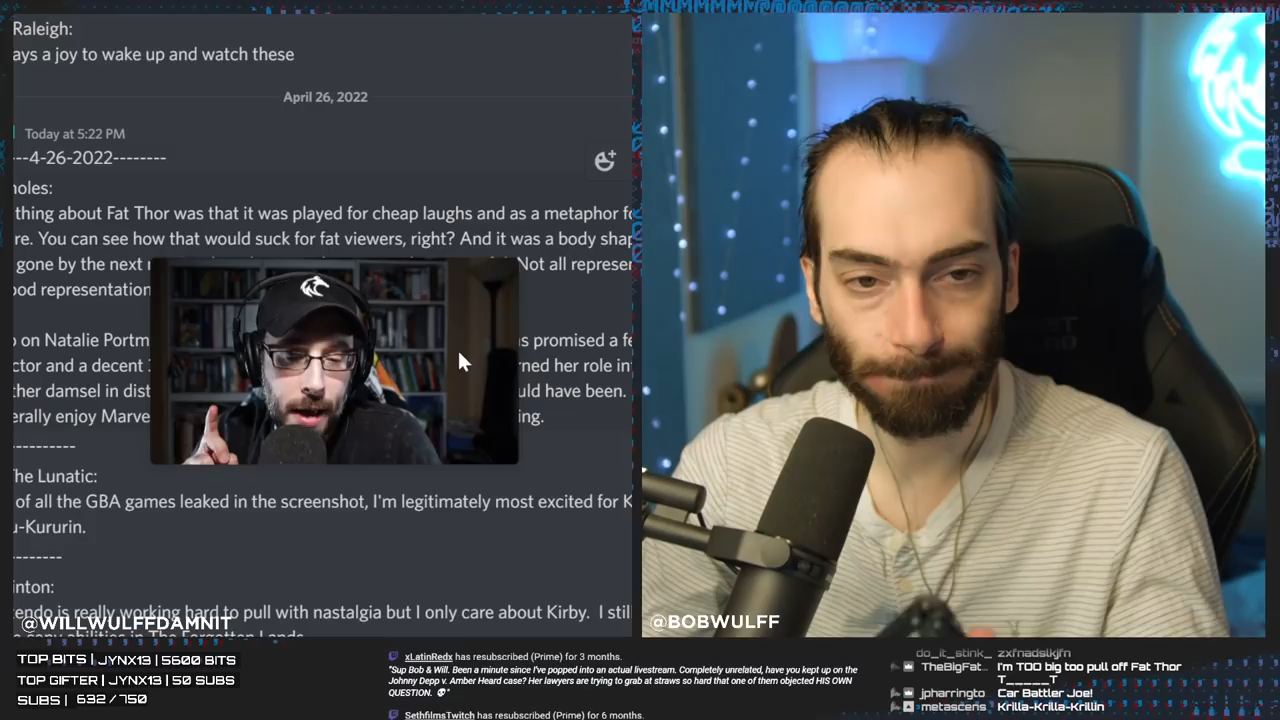 Raleigh:
ays a joy to wake up and watch these
April 26, 2022
Today at 5:22 PM
---4-26-2022--------
holes:
thing about Fat Thor was that it was played for cheap laughs and as a metaphor fo
re. You can see how that would suck for fat viewers, right? And it was a body shap
gone by the next Not all represer
ood representation
o on Natalie Portm s promised a fe
ctor and a decent rned her role in
ther damsel in dist uld have been.
erally enjoy Marve ing.
-----------
The Lunatic:
of all the GBA games leaked in the screenshot, I'm legitimately most excited for K
u-Kururin.
--------
inton:
tendo is really working hard to pull with nastalgia but I only care about Kirby. I stil
copy abilities in The Forgotten Lands
@WILLWULFFDAMNIT
@BOBWULFF
TOP BITS | JYNX13 | 5600 BITS
TOP GIFTER | JYNX13 | 50 SUBS
SUBS | 632/750
xLatinRedx has resubscribed (Prime) for 3 months.
"Sup Bob & Will. Been a minute since I've popped into an actual livestream. Completely unrelated, have you kept up on the
Johnny Depp v. Amber Heard case? Her lawyers are trying to grab at straws so hard that one of them objected HIS OWN
QUESTION. 💀"
SethfilmsTwitch has resubscribed (Prime) for 6 months.
do_it_stink_ zxfnadslkjfn
TheBigFat... I'm TOO big too pull off Fat Thor
T_____T
jpharringto Car Battler Joe!
metascens Krilla-Krilla-Krillin